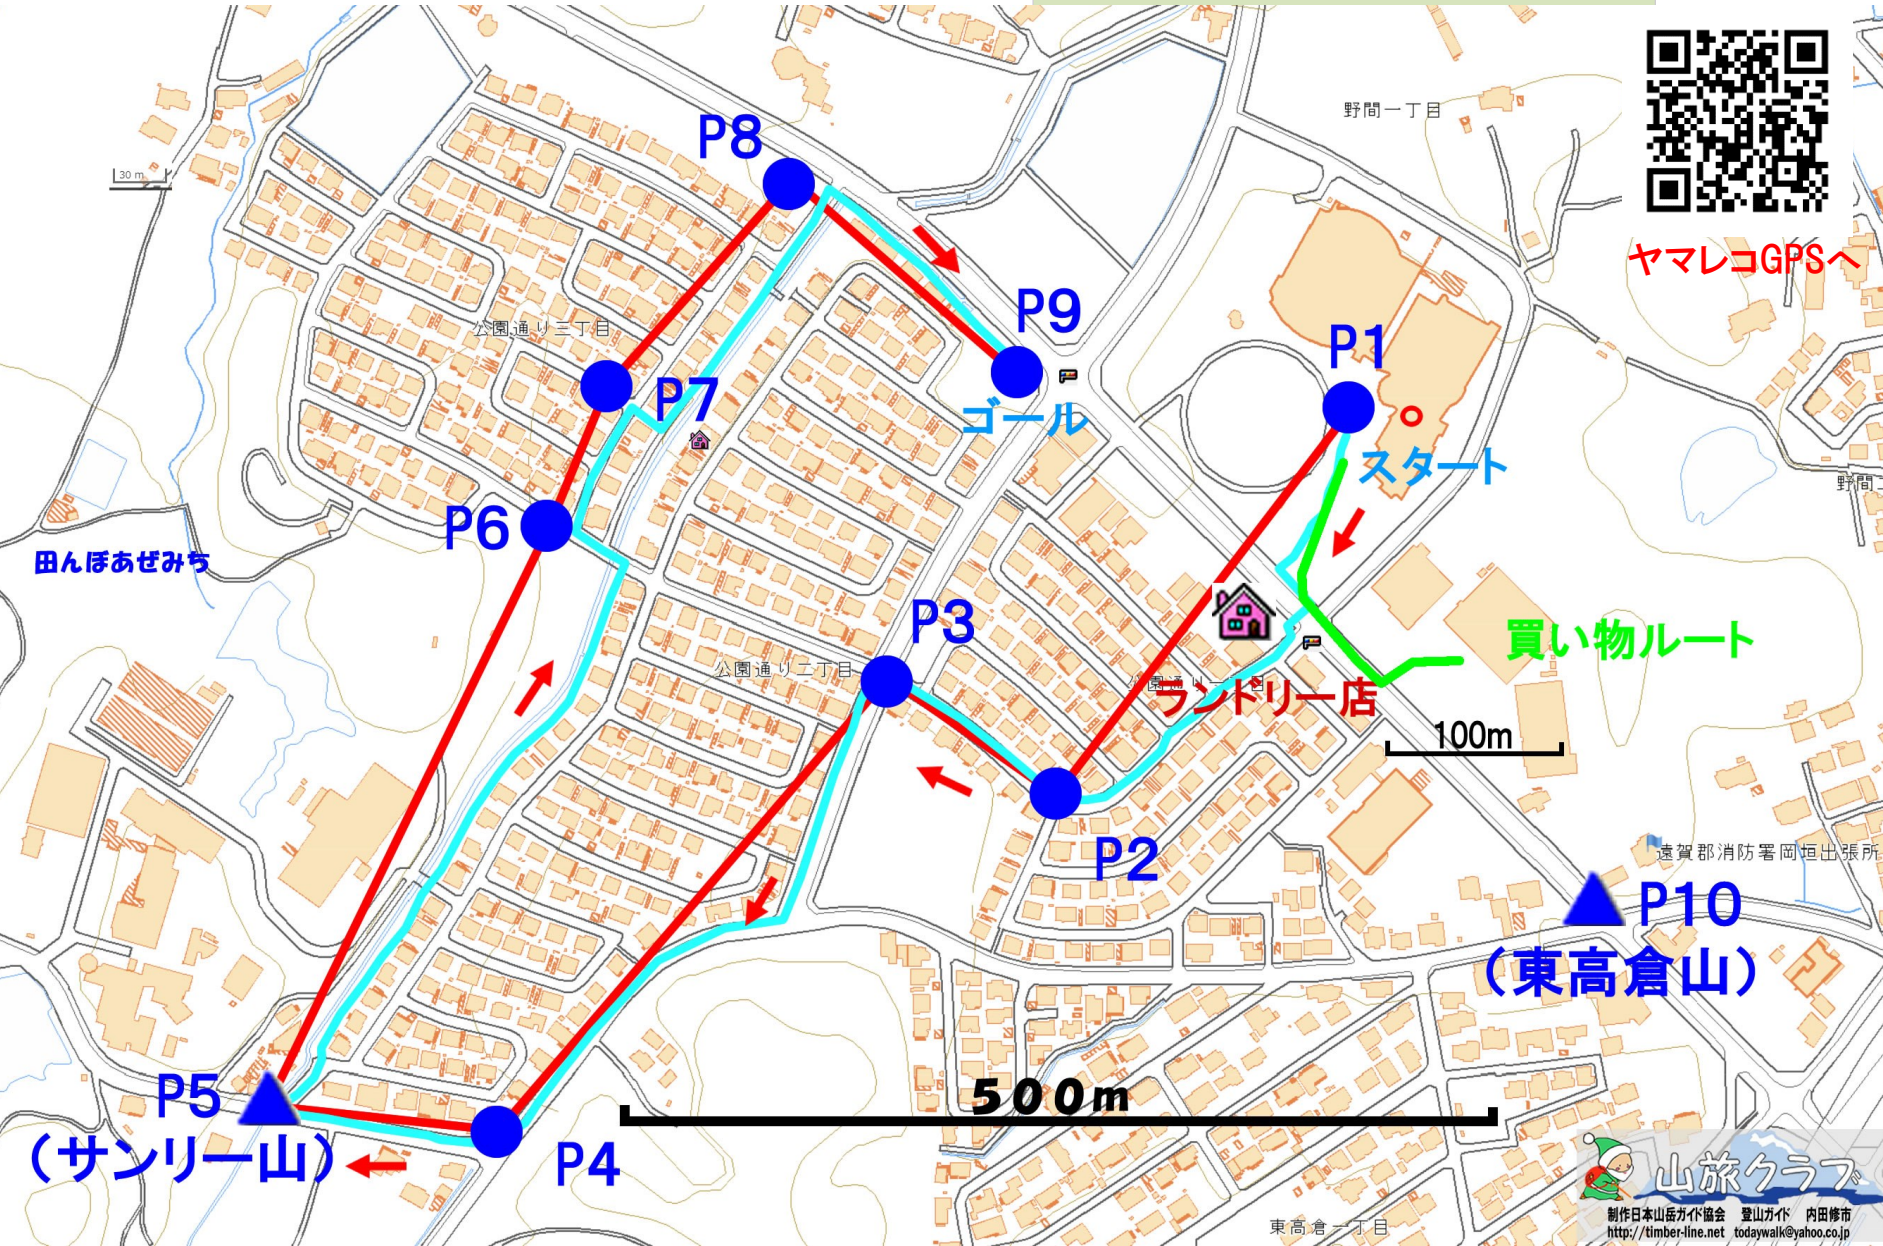 野間一丁目
P8
30 m
ヤマレコGPSへ
P9
公園通り三丁目
P1
P7
ゴール
スタート
野間二
P6
田んぼあぜみち
P3
買い物ルート
公園通り二丁目
ランドリー店
100m
P2
遠賀郡消防署岡垣出張所
P10
（東高倉山）
500m
P5
（サンリー山）
P4
山旅クラブ
制作日本山岳ガイド協会 登山ガイド 内田修市
http://timber-line.net todaywalk@yahoo.co.jp
東高倉一丁目